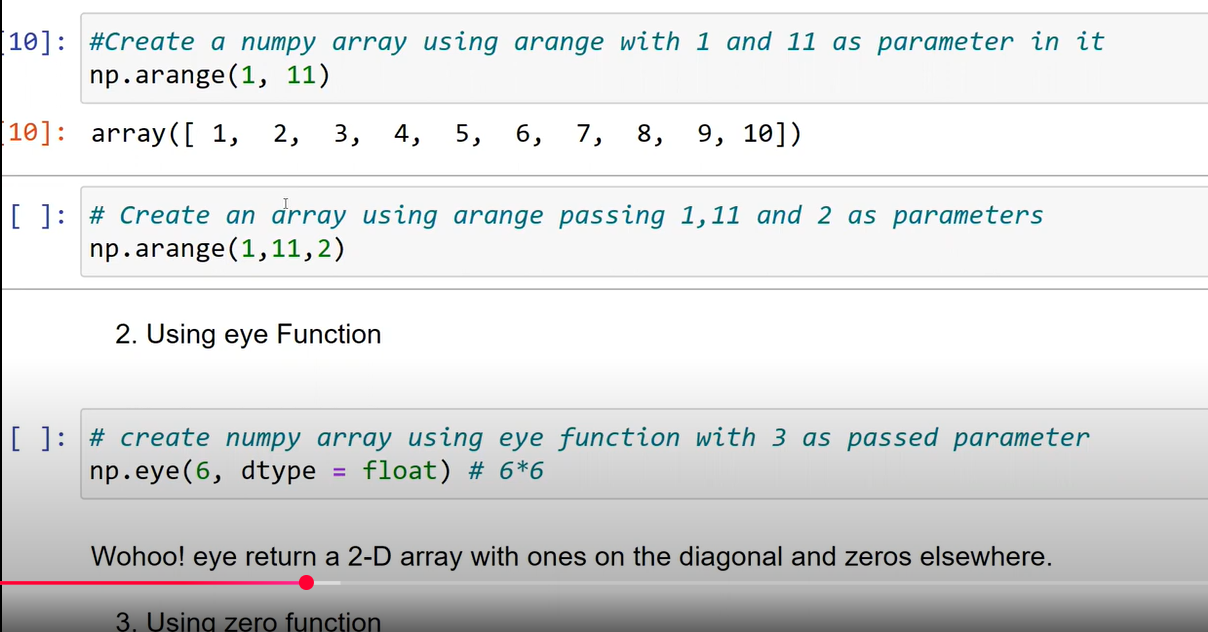 [10]: #Create a numpy array using arange with 1 and 11 as parameter in it
np.arange(1, 11)
[10]: array([ 1,  2,  3,  4,  5,  6,  7,  8,  9, 10])
[ ]: # Create an array using arange passing 1,11 and 2 as parameters
np.arange(1,11,2)
2. Using eye Function
[ ]: # create numpy array using eye function with 3 as passed parameter
np.eye(6, dtype = float) # 6*6
Wohoo! eye return a 2-D array with ones on the diagonal and zeros elsewhere.
3. Using zero function